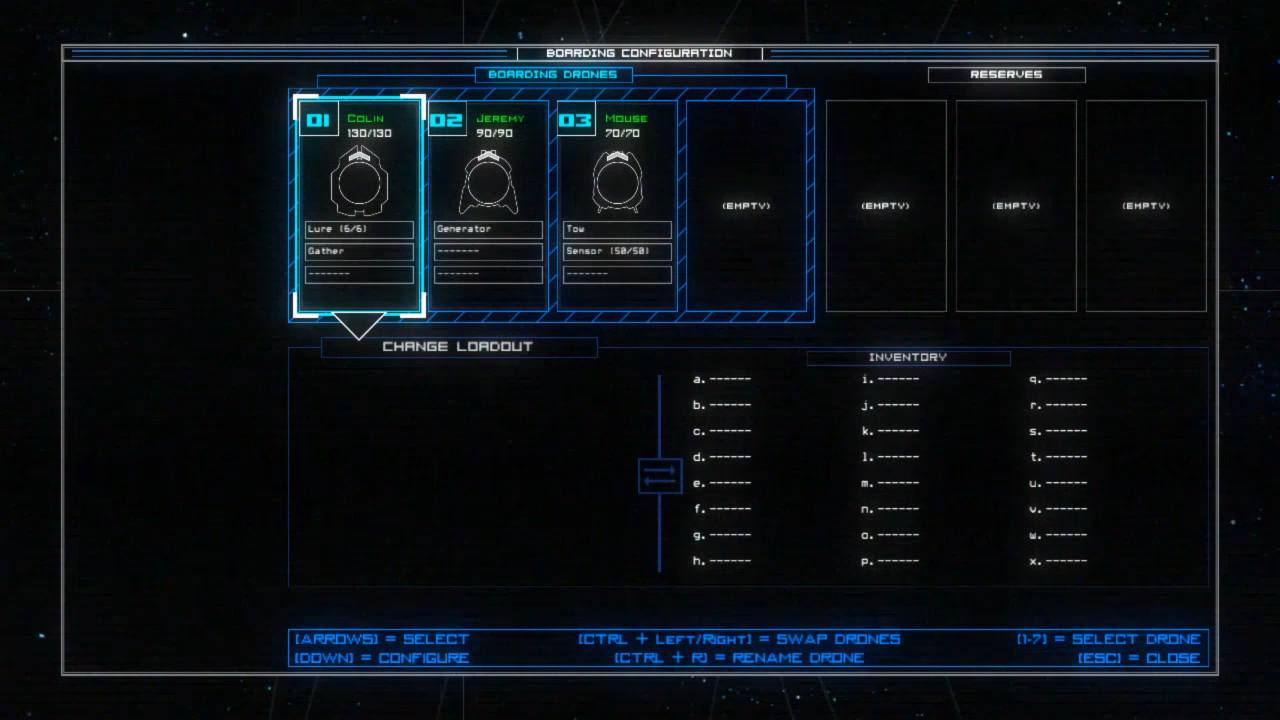 BOARDING CONFIGURATION
BOARDING DRONES
RESERVES
01 Colin 130/130
Lure (6/6)
Gather
-------
02 Jeremy 90/90
Generator
-------
-------
03 Mouse 70/70
Tow
Sensor (50/50)
-------
(EMPTY)
(EMPTY)
(EMPTY)
(EMPTY)
CHANGE LOADOUT
INVENTORY
a. ------
b. ------
c. ------
d. ------
e. ------
f. ------
g. ------
h. ------
i. ------
j. ------
k. ------
l. ------
m. ------
n. ------
o. ------
p. ------
q. ------
r. ------
s. ------
t. ------
u. ------
v. ------
w. ------
x. ------
[ARROWS] = SELECT
[CTRL + Left/Right] = SWAP DRONES
[1-7] = SELECT DRONE
[DOWN] = CONFIGURE
[CTRL + R] = RENAME DRONE
[ESC] = CLOSE